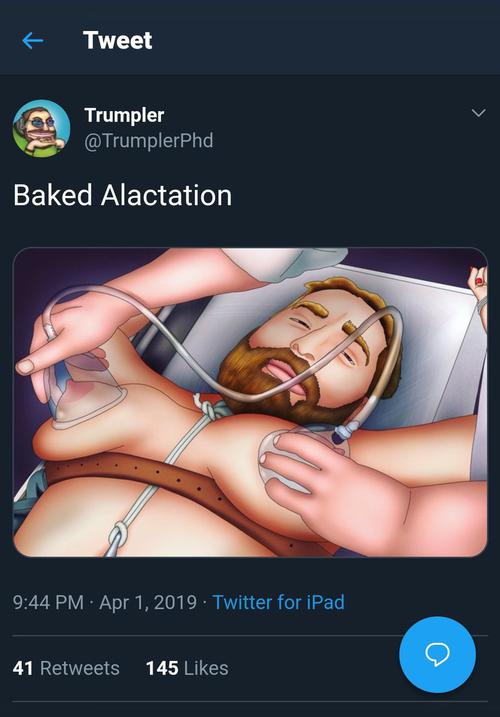 Tweet
Trumpler
@TrumplerPhd
Baked Alactation
9:44 PM · Apr 1, 2019 · Twitter for iPad
41 Retweets 145 Likes